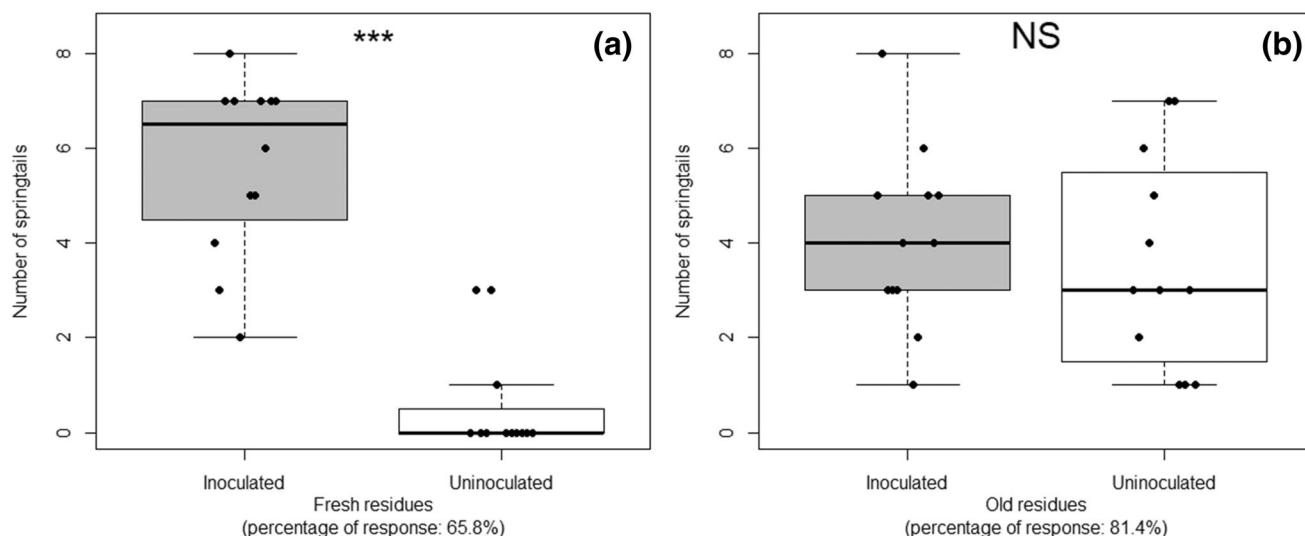 *** (a)
Number of springtails
8
6
4
2
0
Inoculated Uninoculated
Fresh residues
(percentage of response: 65.8%)
NS (b)
Number of springtails
8
6
4
2
0
Inoculated Uninoculated
Old residues
(percentage of response: 81.4%)